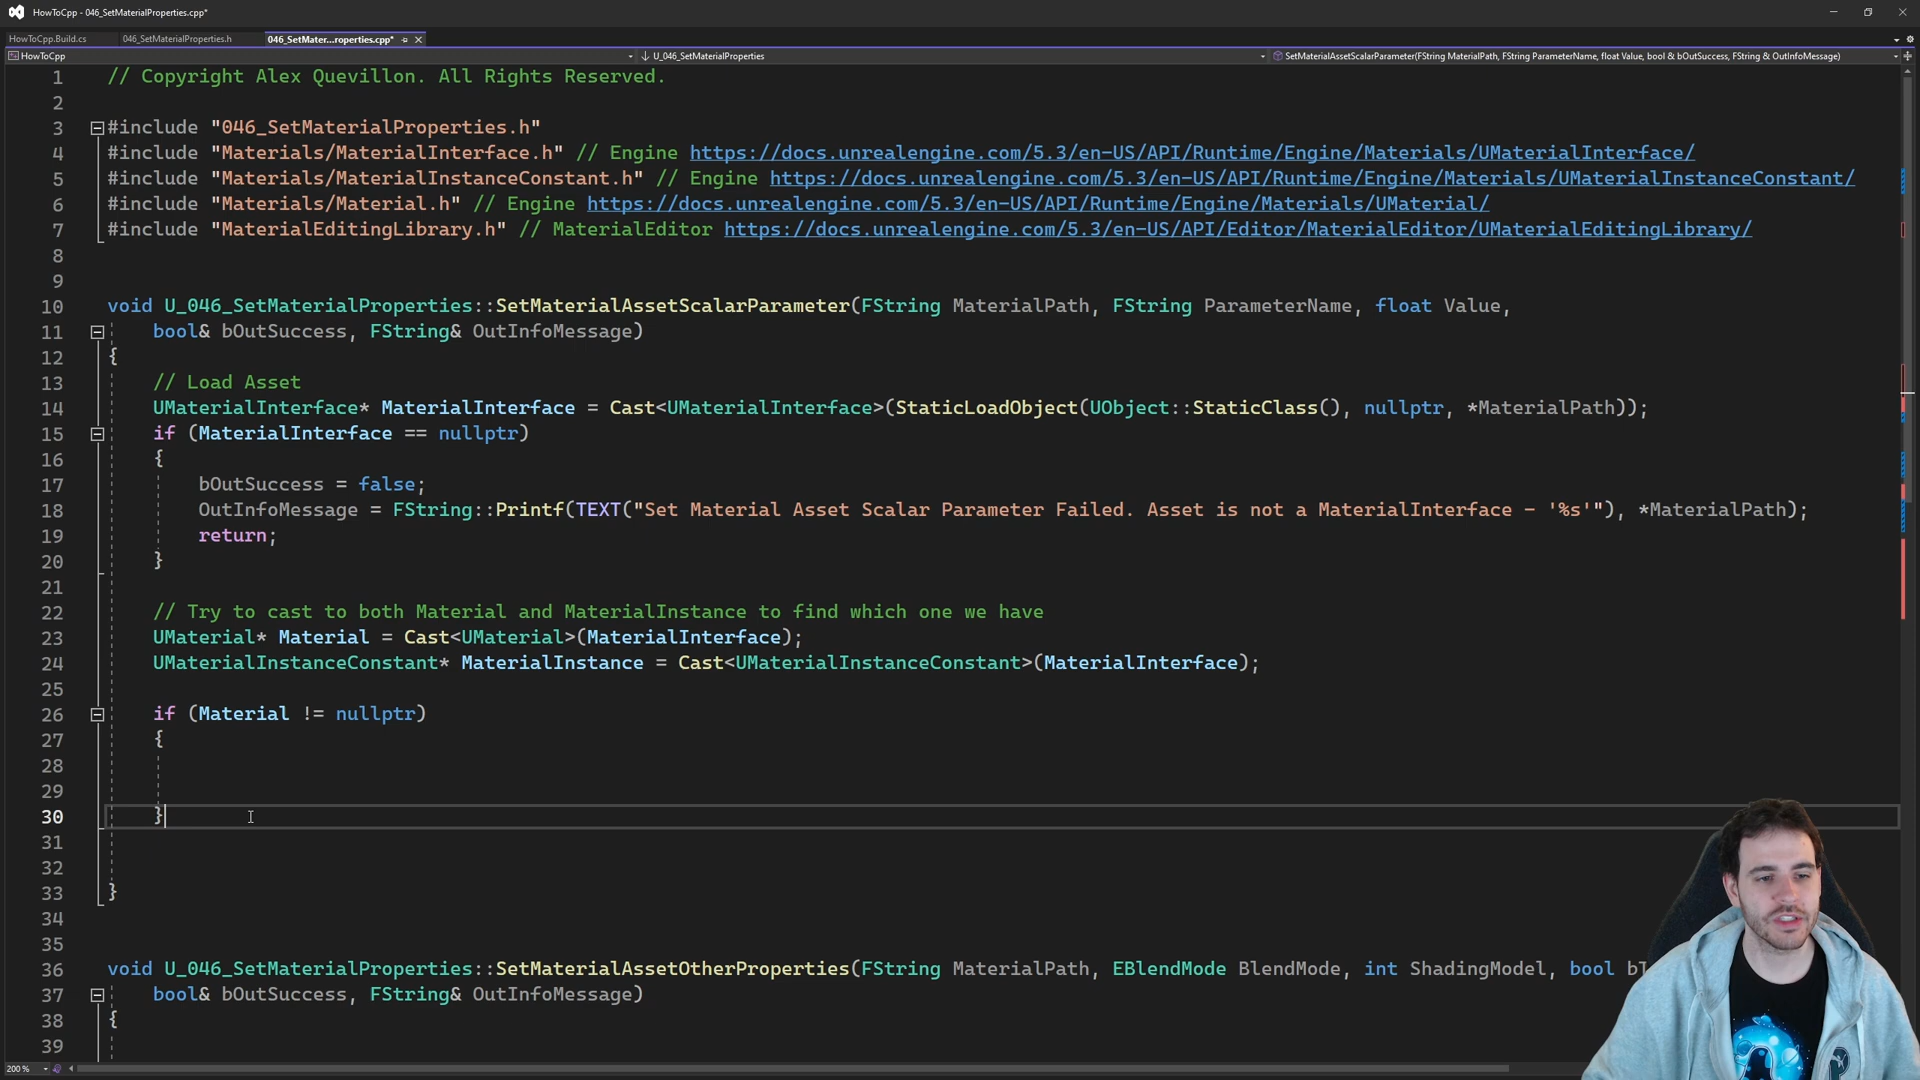 HowToCpp - 046_SetMaterialProperties.cpp*
HowToCpp.Build.cs 046_SetMaterialProperties.h 046_SetMater...roperties.cpp*
HowToCpp U_046_SetMaterialProperties SetMaterialAssetScalarParameter(FString MaterialPath, FString ParameterName, float Value, bool & bOutSuccess, FString & OutInfoMessage)
1 // Copyright Alex Quevillon. All Rights Reserved.
2
3 #include "046_SetMaterialProperties.h"
4 #include "Materials/MaterialInterface.h" // Engine https://docs.unrealengine.com/5.3/en-US/API/Runtime/Engine/Materials/UMaterialInterface/
5 #include "Materials/MaterialInstanceConstant.h" // Engine https://docs.unrealengine.com/5.3/en-US/API/Runtime/Engine/Materials/UMaterialInstanceConstant/
6 #include "Materials/Material.h" // Engine https://docs.unrealengine.com/5.3/en-US/API/Runtime/Engine/Materials/UMaterial/
7 #include "MaterialEditingLibrary.h" // MaterialEditor https://docs.unrealengine.com/5.3/en-US/API/Editor/MaterialEditor/UMaterialEditingLibrary/
8
9
10 void U_046_SetMaterialProperties::SetMaterialAssetScalarParameter(FString MaterialPath, FString ParameterName, float Value,
11 bool& bOutSuccess, FString& OutInfoMessage)
12 {
13 // Load Asset
14 UMaterialInterface* MaterialInterface = Cast<UMaterialInterface>(StaticLoadObject(UObject::StaticClass(), nullptr, *MaterialPath));
15 if (MaterialInterface == nullptr)
16 {
17 bOutSuccess = false;
18 OutInfoMessage = FString::Printf(TEXT("Set Material Asset Scalar Parameter Failed. Asset is not a MaterialInterface - '%s'"), *MaterialPath);
19 return;
20 }
21
22 // Try to cast to both Material and MaterialInstance to find which one we have
23 UMaterial* Material = Cast<UMaterial>(MaterialInterface);
24 UMaterialInstanceConstant* MaterialInstance = Cast<UMaterialInstanceConstant>(MaterialInterface);
25
26 if (Material != nullptr)
27 {
28
29
30 }
31
32
33 }
34
35
36 void U_046_SetMaterialProperties::SetMaterialAssetOtherProperties(FString MaterialPath, EBlendMode BlendMode, int ShadingModel, bool
37 bool& bOutSuccess, FString& OutInfoMessage)
38 {
39
200 %